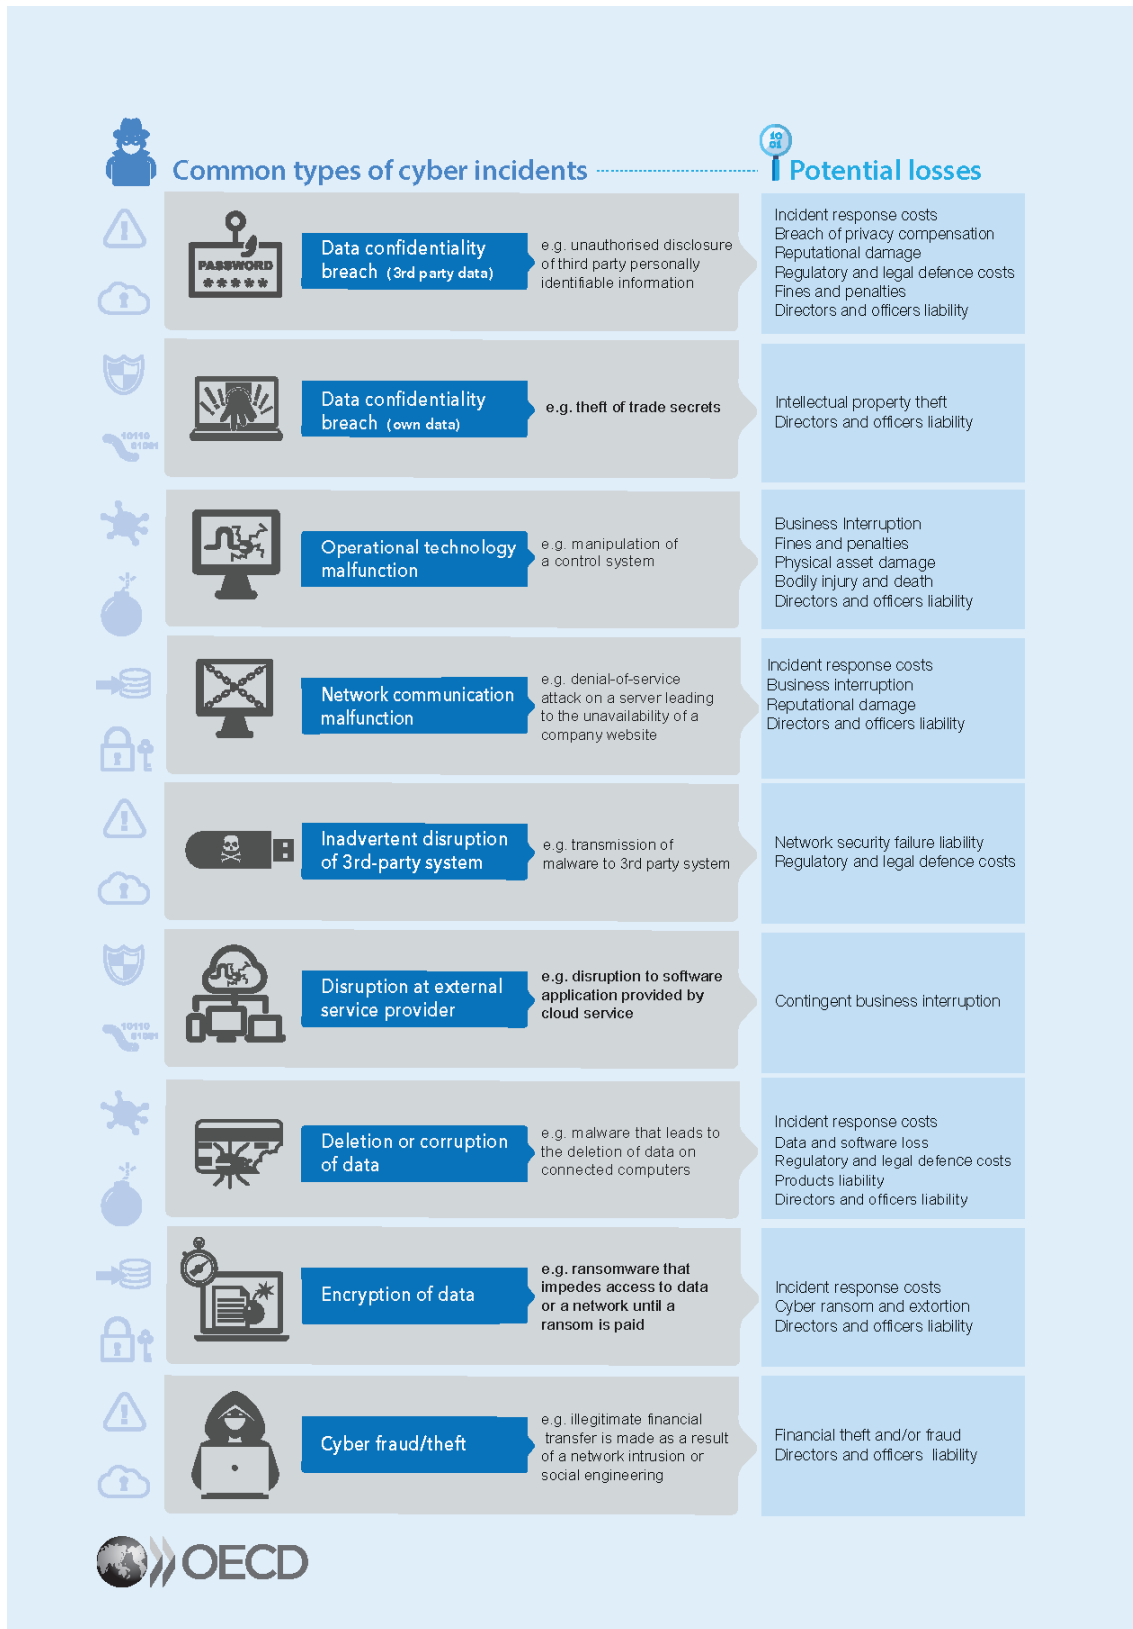 Common types of cyber incidents
10
01
Potential losses
PASSWORD
*****
Data confidentiality
breach (3rd party data)
e.g. unauthorised disclosure
of third party personally
identifiable information
Incident response costs
Breach of privacy compensation
Reputational damage
Regulatory and legal defence costs
Fines and penalties
Directors and officers liability
Data confidentiality
breach (own data)
e.g. theft of trade secrets
Intellectual property theft
Directors and officers liability
10110
01001
Operational technology
malfunction
e.g. manipulation of
a control system
Business Interruption
Fines and penalties
Physical asset damage
Bodily injury and death
Directors and officers liability
Network communication
malfunction
e.g. denial-of-service
attack on a server leading
to the unavailability of a
company website
Incident response costs
Business interruption
Reputational damage
Directors and officers liability
Inadvertent disruption
of 3rd-party system
e.g. transmission of
malware to 3rd party system
Network security failure liability
Regulatory and legal defence costs
Disruption at external
service provider
e.g. disruption to software
application provided by
cloud service
Contingent business interruption
10110
01001
Deletion or corruption
of data
e.g. malware that leads to
the deletion of data on
connected computers
Incident response costs
Data and software loss
Regulatory and legal defence costs
Products liability
Directors and officers liability
Encryption of data
e.g. ransomware that
impedes access to data
or a network until a
ransom is paid
Incident response costs
Cyber ransom and extortion
Directors and officers liability
Cyber fraud/theft
e.g. illegitimate financial
transfer is made as a result
of a network intrusion or
social engineering
Financial theft and/or fraud
Directors and officers liability
OECD